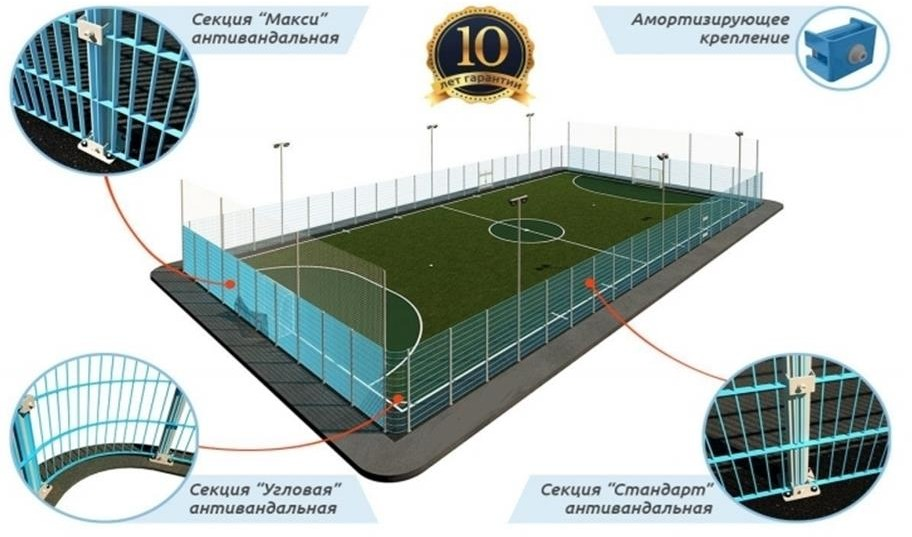 Секция “Макси”
антивандальная
10
лет гарантии
Амортизирующее
крепление
Секция “Угловая”
антивандальная
Секция “Стандарт”
антивандальная